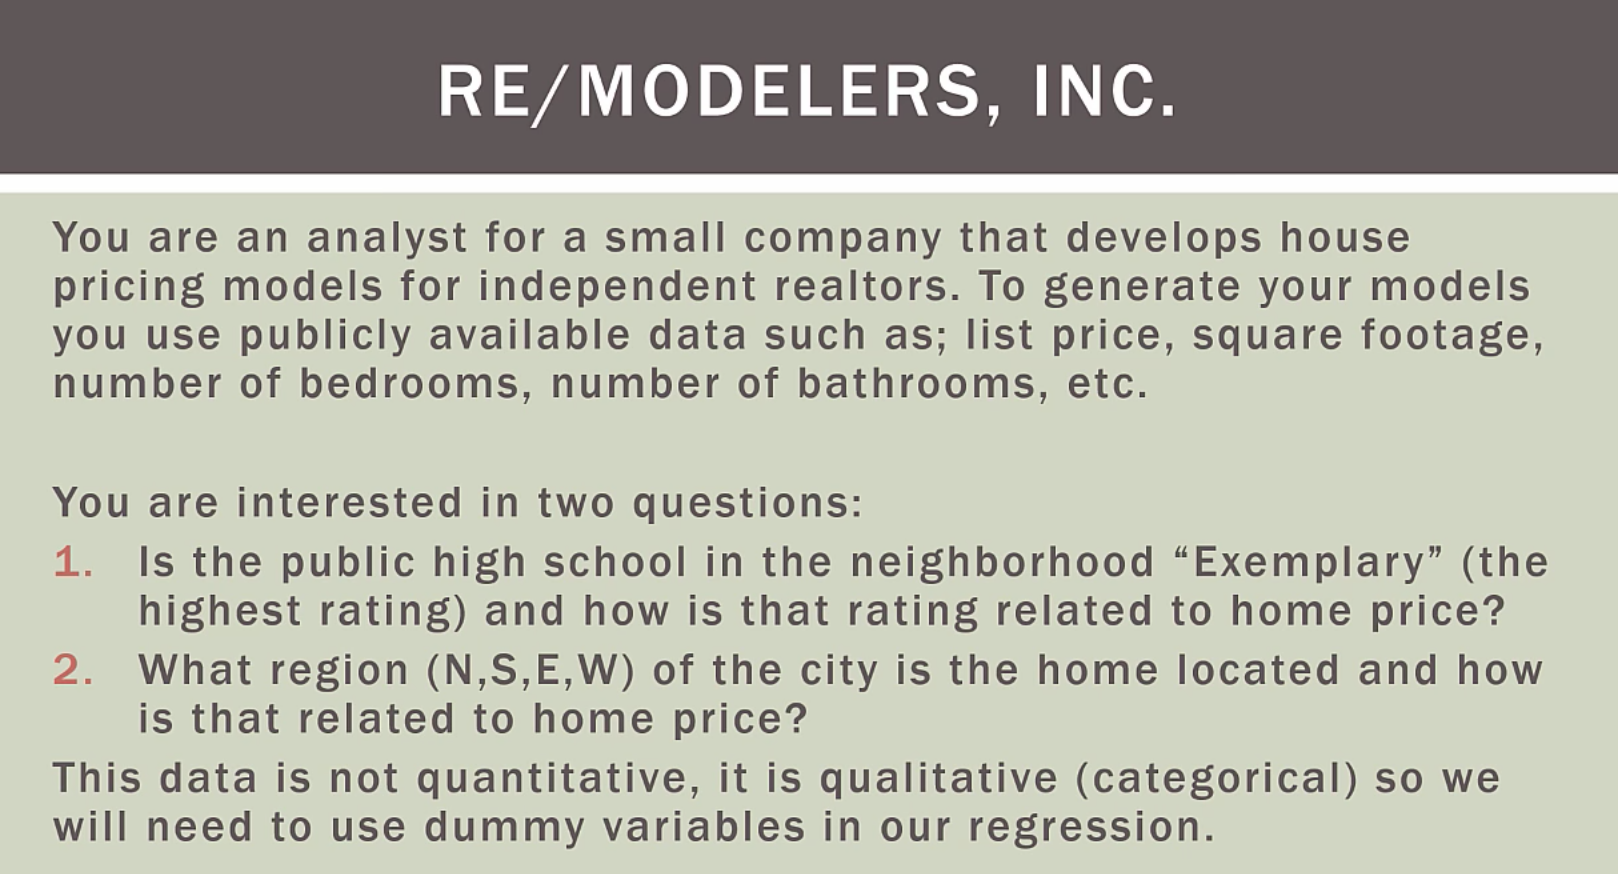 RE/MODELERS, INC.
You are an analyst for a small company that develops house
pricing models for independent realtors. To generate your models
you use publicly available data such as; list price, square footage,
number of bedrooms, number of bathrooms, etc.
You are interested in two questions:
1. Is the public high school in the neighborhood “Exemplary” (the
highest rating) and how is that rating related to home price?
2. What region (N,S,E,W) of the city is the home located and how
is that related to home price?
This data is not quantitative, it is qualitative (categorical) so we
will need to use dummy variables in our regression.